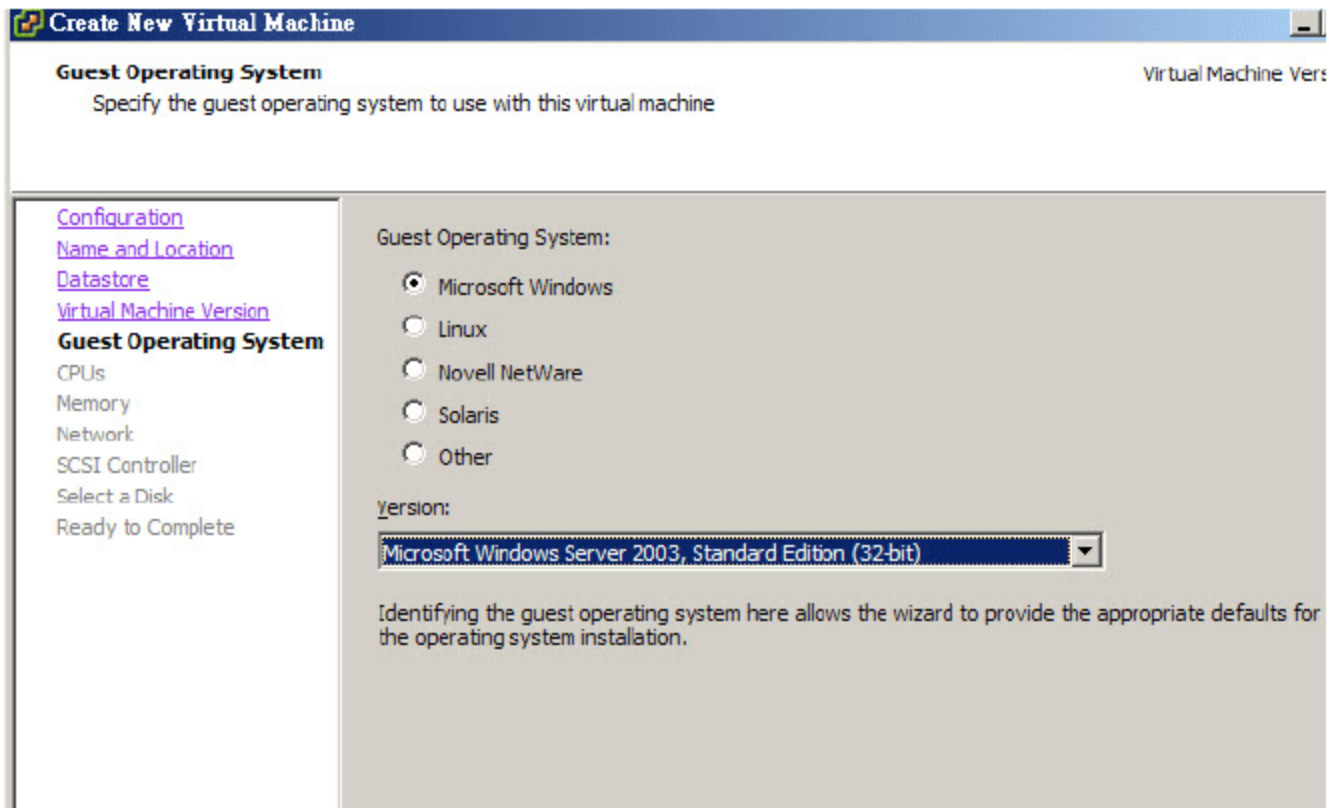 Create New Virtual Machine
Guest Operating System
Virtual Machine Vers
Specify the guest operating system to use with this virtual machine
Configuration
Name and Location
Datastore
Virtual Machine Version
Guest Operating System
CPUs
Memory
Network
SCSI Controller
Select a Disk
Ready to Complete
Guest Operating System:
Microsoft Windows
Linux
Novell NetWare
Solaris
Other
Version:
Microsoft Windows Server 2003, Standard Edition (32-bit)
Identifying the guest operating system here allows the wizard to provide the appropriate defaults for
the operating system installation.